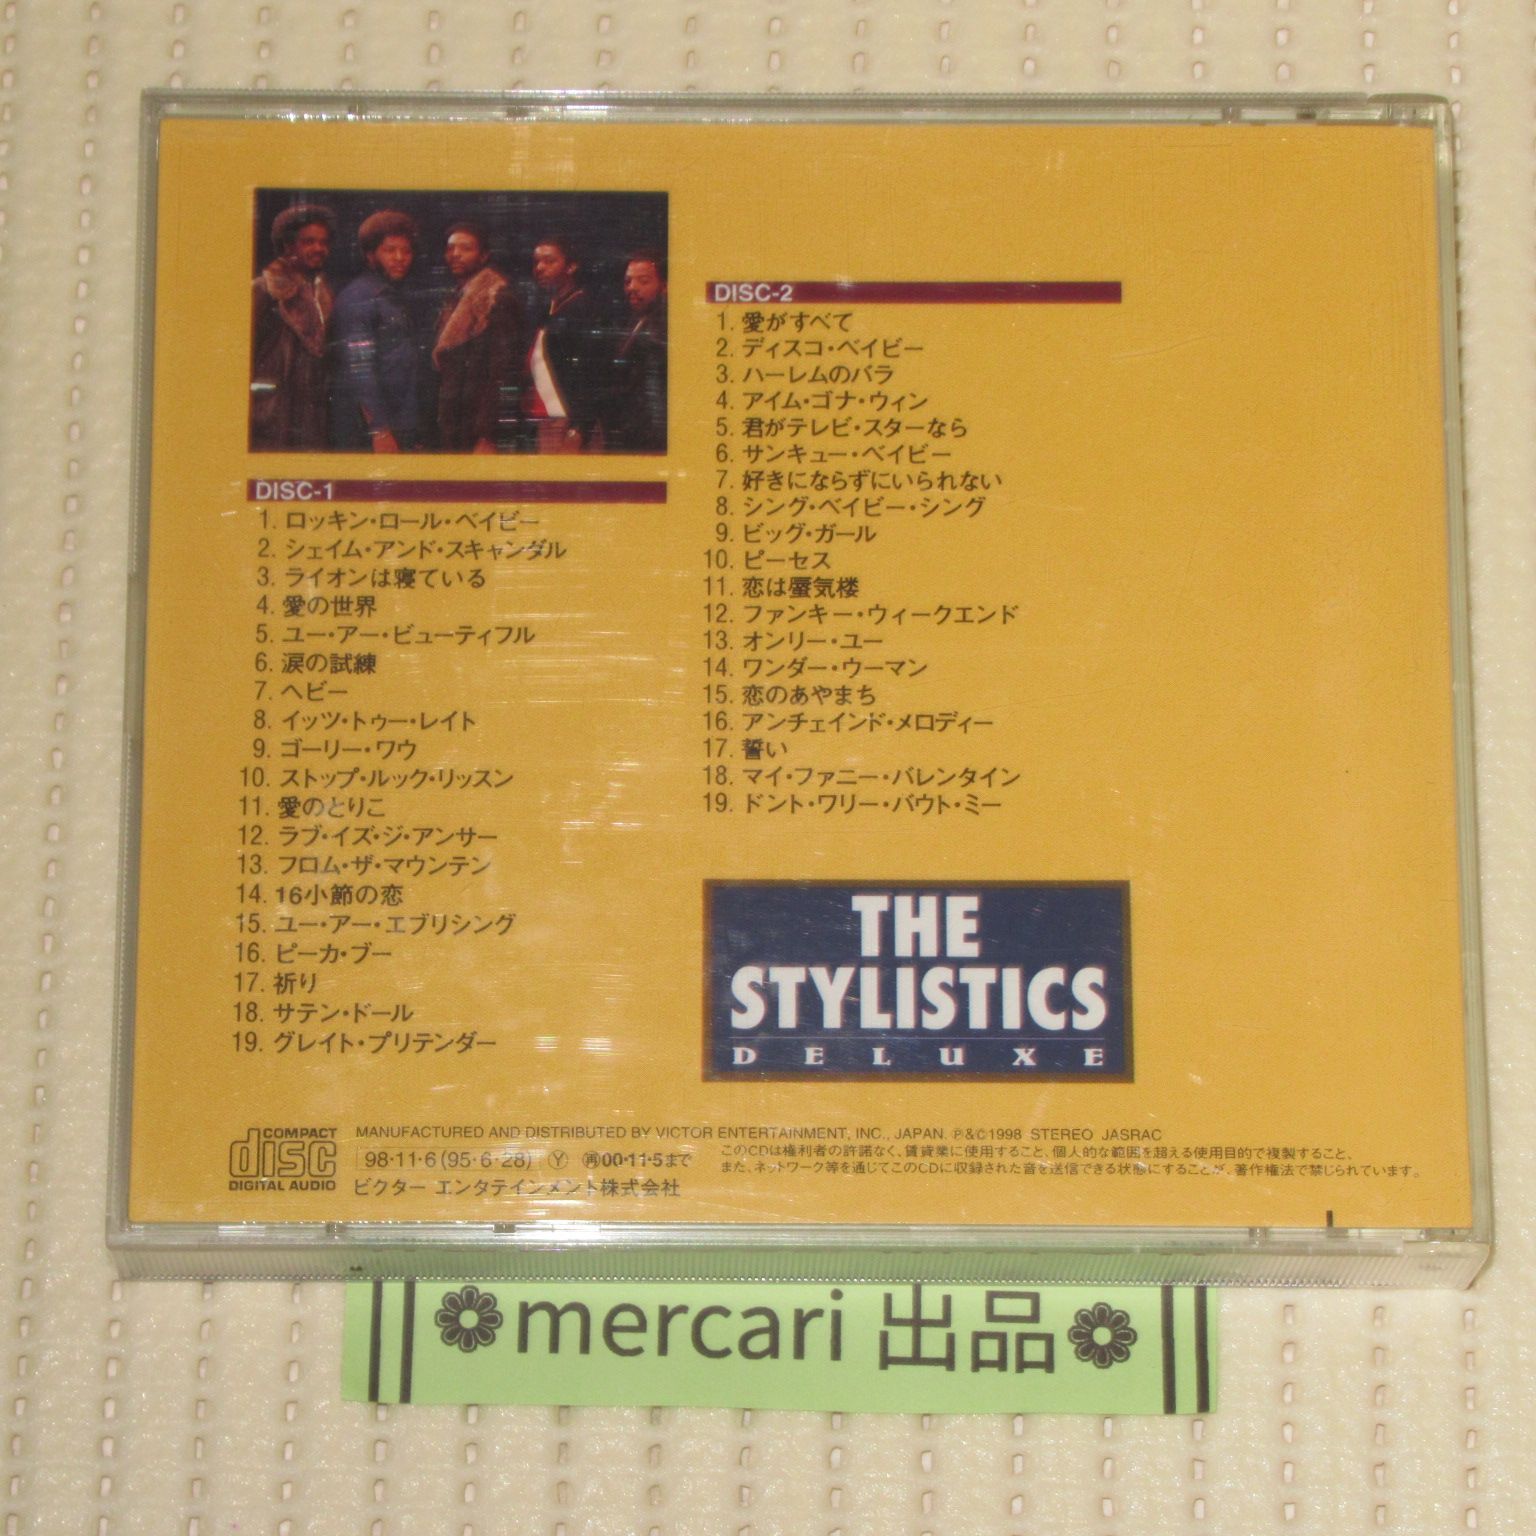 DISC-1
1. ロッキン・ロール・ベイビー
2. シェイム・アンド・スキャンダル
3. ライオンは寝ている
4. 愛の世界
5. ユー・アー・ビューティフル
6. 涙の試練
7. ヘビー
8. イッツ・トゥー・レイト
9. ゴーリー・ワウ
10. ストップ・ルック・リッスン
11. 愛のとりこ
12. ラブ・イズ・ジ・アンサー
13. フロム・ザ・マウンテン
14. 16小節の恋
15. ユー・アー・エブリシング
16. ピーカ・ブー
17. 祈り
18. サテン・ドール
19. グレイト・プリテンダー
DISC-2
1. 愛がすべて
2. ディスコ・ベイビー
3. ハーレムのバラ
4. アイム・ゴナ・ウィン
5. 君がテレビ・スターなら
6. サンキュー・ベイビー
7. 好きにならずにいられない
8. シング・ベイビー・シング
9. ビッグ・ガール
10. ピーセス
11. 恋は蜃気楼
12. ファンキー・ウィークエンド
13. オンリー・ユー
14. ワンダー・ウーマン
15. 恋のあやまち
16. アンチェインド・メロディー
17. 誓い
18. マイ・ファニー・バレンタイン
19. ドント・ワリー・バウト・ミー
THE
STYLISTICS
DELUXE
COMPACT
disc
DIGITAL AUDIO
MANUFACTURED AND DISTRIBUTED BY VICTOR ENTERTAINMENT, INC., JAPAN. ℗&©1998 STEREO JASRAC
98・11・6 (95・6・28) Ⓨ ㊢00・11・5まで
ビクター エンタテインメント株式会社
このCDは権利者の許諾なく、賃貸業に使用すること、個人的な範囲を超える使用目的で複製すること、
また、ネットワーク等を通じてこのCDに収録された音を送信できる状態にすることが、著作権法で禁じられています。
❁mercari 出品❁